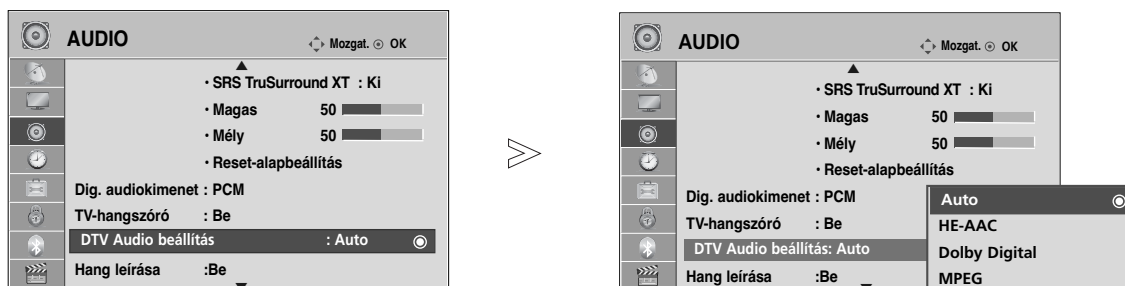 AUDIO
Mozgat. OK
• SRS TruSurround XT : Ki
• Magas 50
• Mély 50
• Reset-alapbeállítás
Dig. audiokimenet : PCM
TV-hangszóró : Be
DTV Audio beállítás : Auto
Hang leírása :Be
AUDIO
Mozgat. OK
• SRS TruSurround XT : Ki
• Magas 50
• Mély 50
• Reset-alapbeállítás
Dig. audiokimenet : PCM
TV-hangszóró : Be
DTV Audio beállítás: Auto
Hang leírása :Be
Auto
HE-AAC
Dolby Digital
MPEG